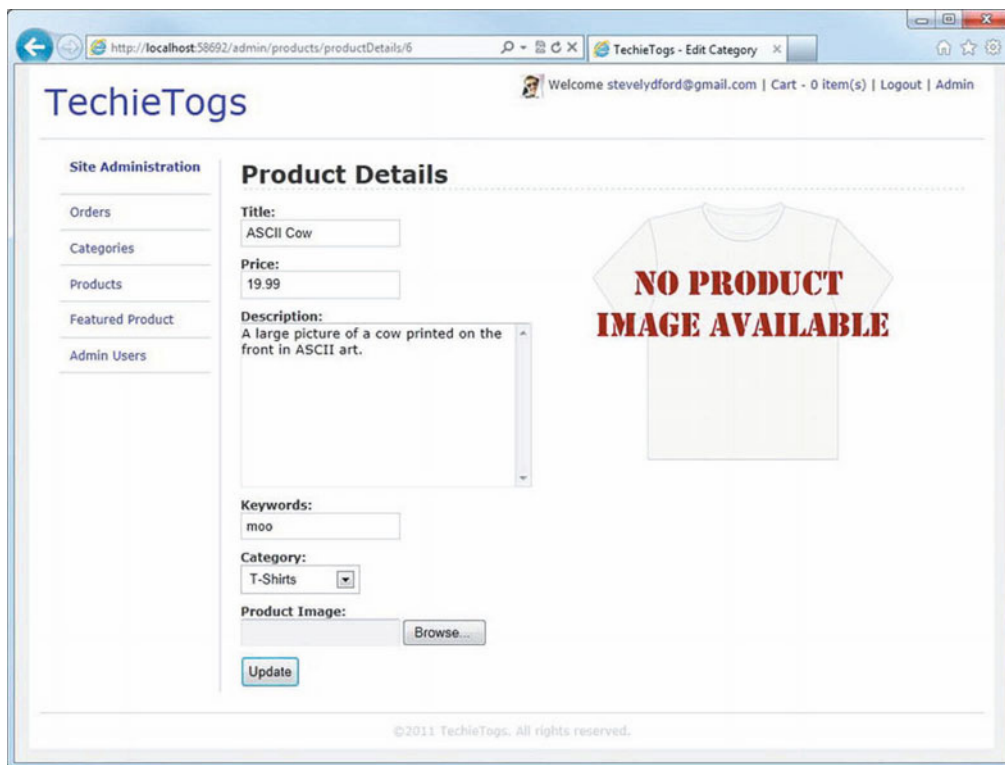 http://localhost:58692/admin/products/productDetails/6
TechieTogs - Edit Category
TechieTogs
Welcome stevelydford@gmail.com | Cart - 0 item(s) | Logout | Admin
Site Administration
Orders
Categories
Products
Featured Product
Admin Users
Product Details
Title:
ASCII Cow
Price:
19.99
Description:
A large picture of a cow printed on the
front in ASCII art.
NO PRODUCT
IMAGE AVAILABLE
Keywords:
moo
Category:
T-Shirts
Product Image:
Browse...
Update
©2011 TechieTogs. All rights reserved.